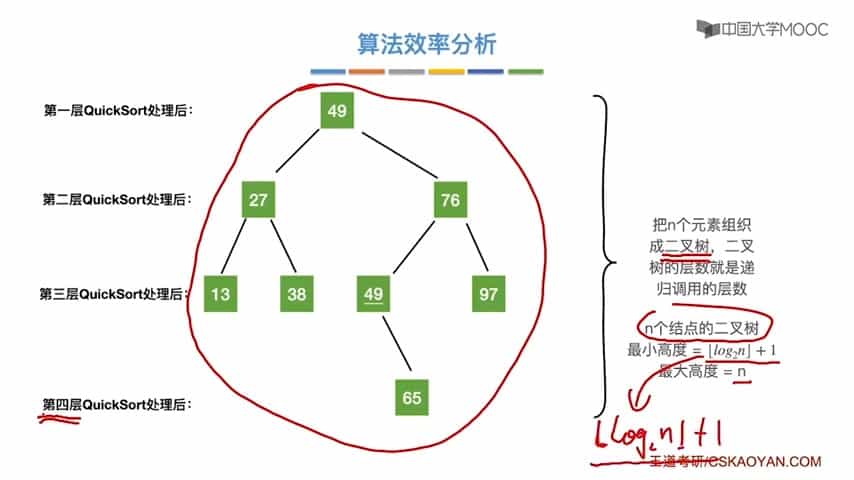 中国大学MOOC
算法效率分析
第一层QuickSort处理后：
49
第二层QuickSort处理后：
27
76
第三层QuickSort处理后：
13
38
49
97
第四层QuickSort处理后：
65
把n个元素组织
成二叉树，二叉
树的层数就是递
归调用的层数
n个结点的二叉树
最小高度 = ⌊log₂n⌋ + 1
最大高度 = n
⌊log₂n⌋+1
王道考研/CSKAOYAN.COM